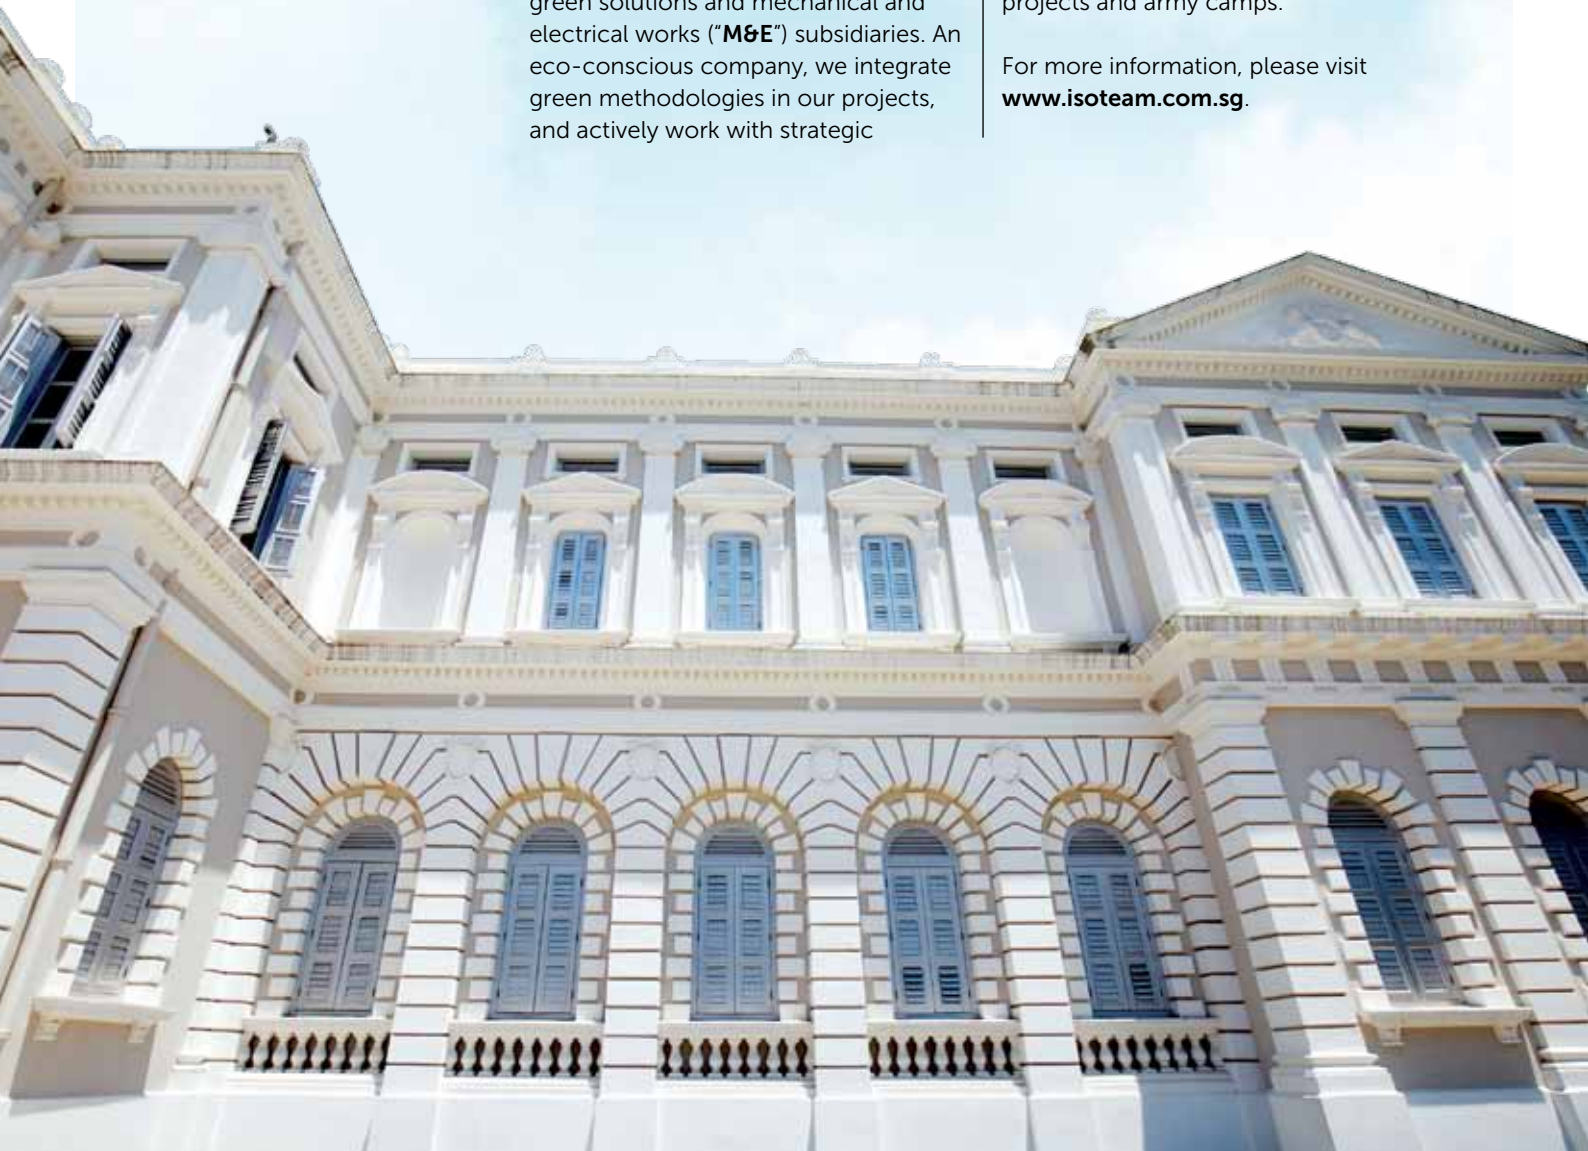 green solutions and mechanical and
electrical works (“M&E”) subsidiaries. An
eco-conscious company, we integrate
green methodologies in our projects,
and actively work with strategic
projects and army camps.
For more information, please visit
www.isoteam.com.sg.